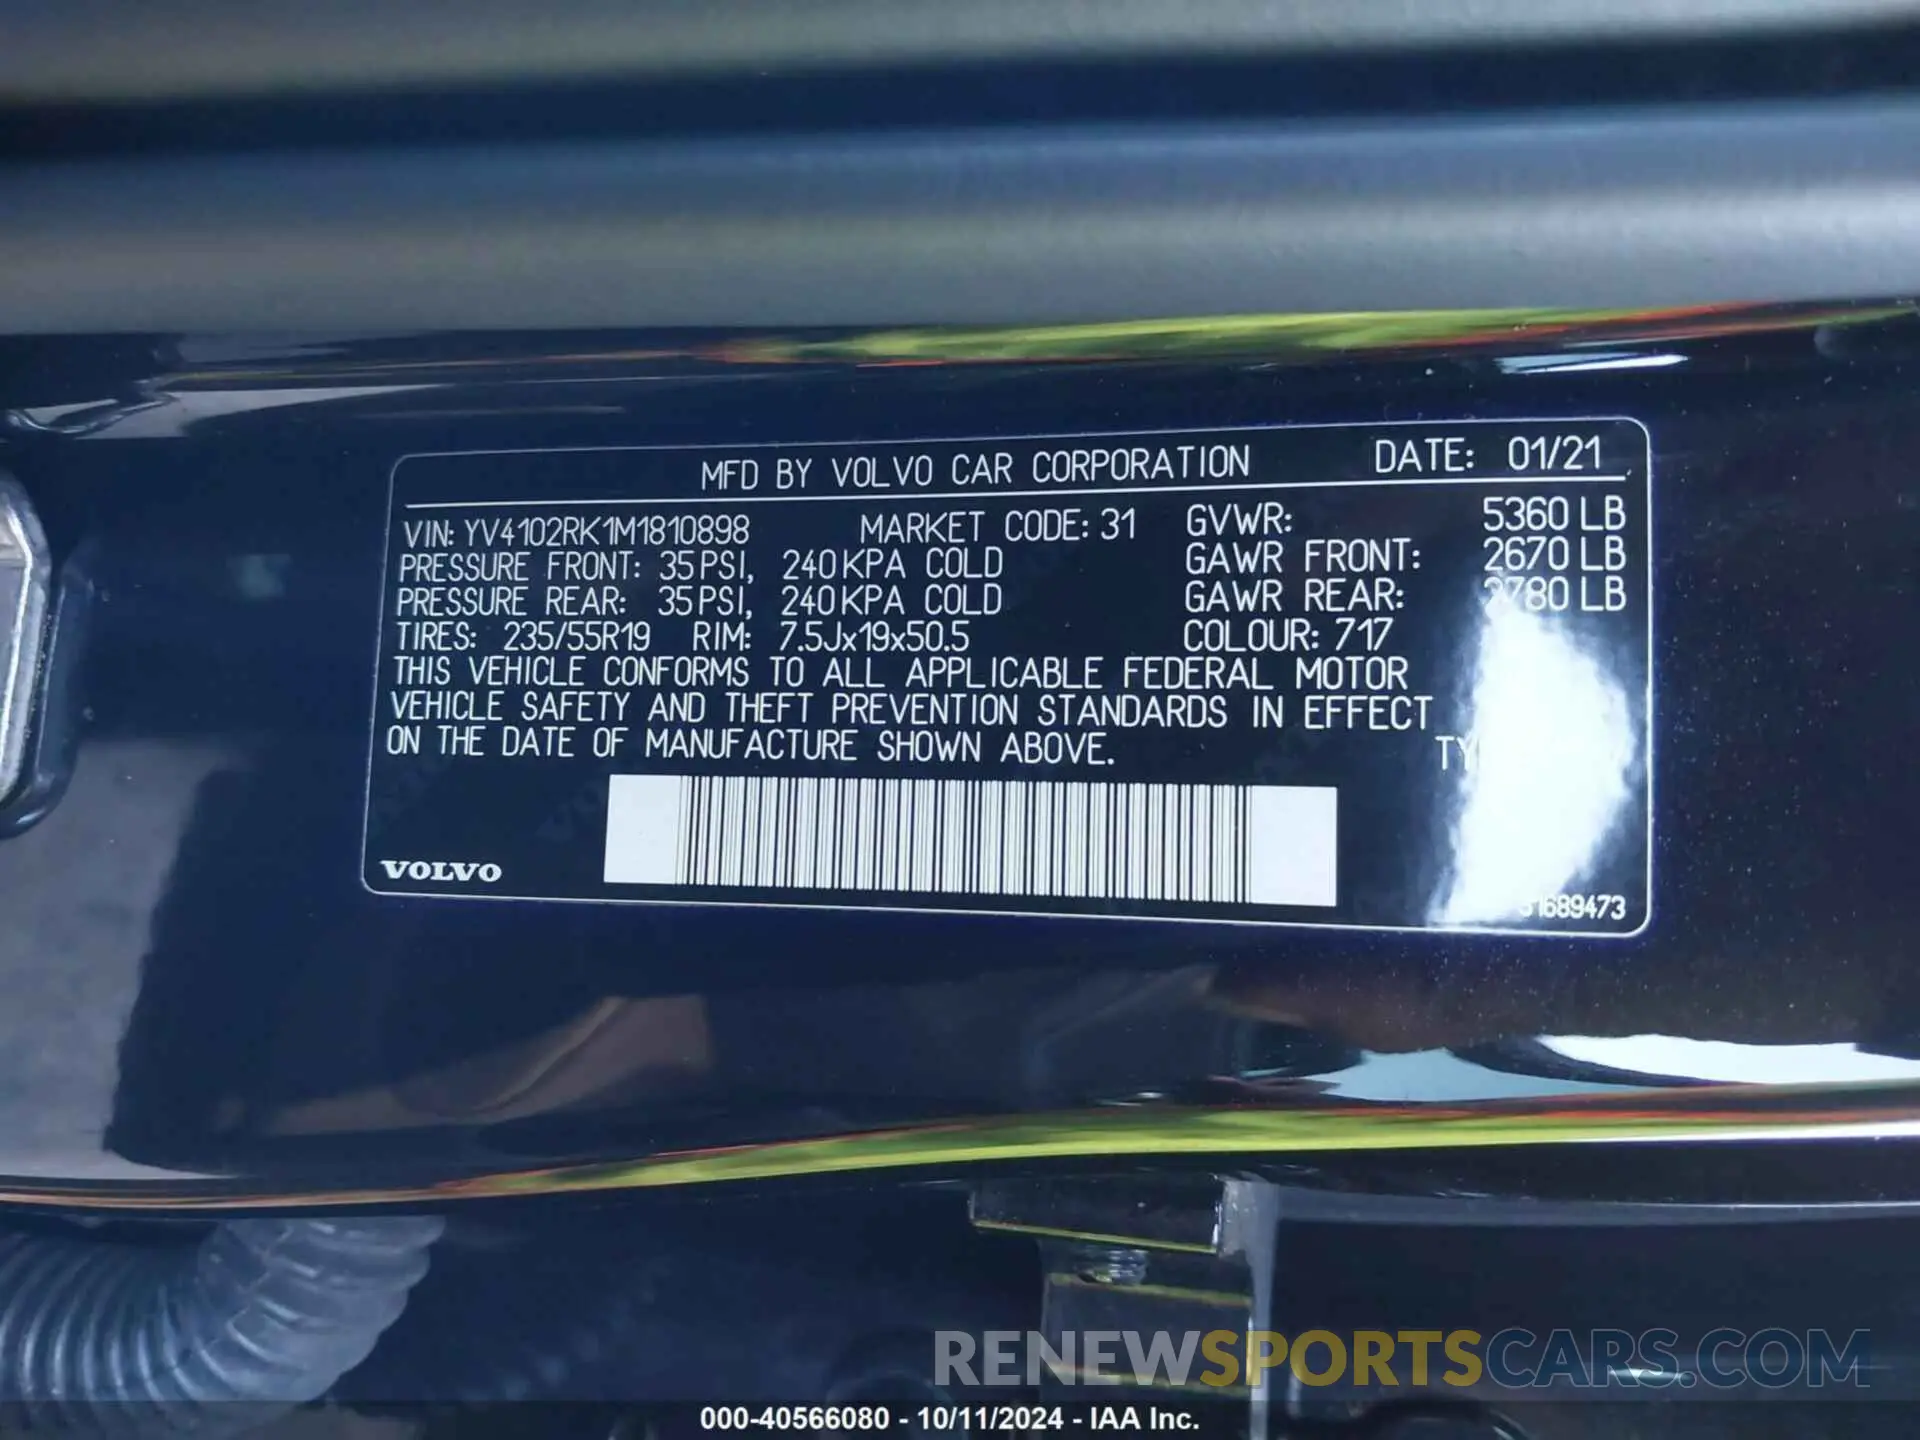 MFD BY VOLVO CAR CORPORATION DATE: 01/21
VIN: YV4102RK1M1810898 MARKET CODE: 31 GVWR: 5360 LB
PRESSURE FRONT: 35 PSI, 240 KPA COLD GAWR FRONT: 2670 LB
PRESSURE REAR: 35 PSI, 240 KPA COLD GAWR REAR: 2780 LB
TIRES: 235/55R19 RIM: 7.5Jx19x50.5 COLOUR: 717
THIS VEHICLE CONFORMS TO ALL APPLICABLE FEDERAL MOTOR
VEHICLE SAFETY AND THEFT PREVENTION STANDARDS IN EFFECT
ON THE DATE OF MANUFACTURE SHOWN ABOVE.
VOLVO
31689473
RENEWSPORTSCARS.COM
000-40566080 - 10/11/2024 - IAA Inc.